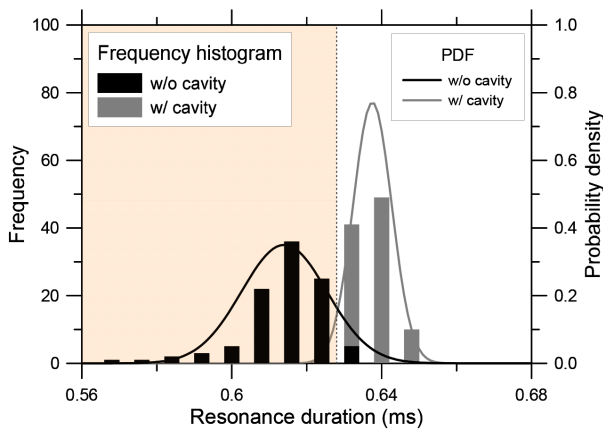 Frequency histogram
w/o cavity
w/ cavity
PDF
w/o cavity
w/ cavity
Frequency
100
80
60
40
20
0
Probability density
1.0
0.8
0.6
0.4
0.2
0.0
0.56
0.6
0.64
0.68
Resonance duration (ms)